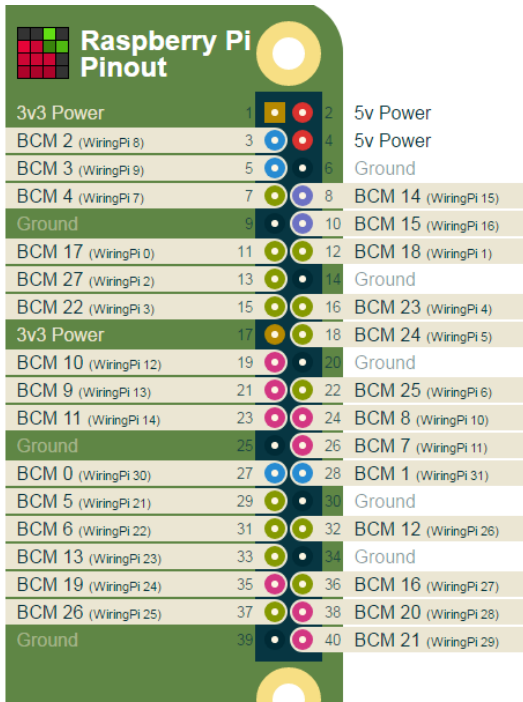 Raspberry Pi
Pinout
3v3 Power 1 2 5v Power
BCM 2 (WiringPi 8) 3 4 5v Power
BCM 3 (WiringPi 9) 5 6 Ground
BCM 4 (WiringPi 7) 7 8 BCM 14 (WiringPi 15)
Ground 9 10 BCM 15 (WiringPi 16)
BCM 17 (WiringPi 0) 11 12 BCM 18 (WiringPi 1)
BCM 27 (WiringPi 2) 13 14 Ground
BCM 22 (WiringPi 3) 15 16 BCM 23 (WiringPi 4)
3v3 Power 17 18 BCM 24 (WiringPi 5)
BCM 10 (WiringPi 12) 19 20 Ground
BCM 9 (WiringPi 13) 21 22 BCM 25 (WiringPi 6)
BCM 11 (WiringPi 14) 23 24 BCM 8 (WiringPi 10)
Ground 25 26 BCM 7 (WiringPi 11)
BCM 0 (WiringPi 30) 27 28 BCM 1 (WiringPi 31)
BCM 5 (WiringPi 21) 29 30 Ground
BCM 6 (WiringPi 22) 31 32 BCM 12 (WiringPi 26)
BCM 13 (WiringPi 23) 33 34 Ground
BCM 19 (WiringPi 24) 35 36 BCM 16 (WiringPi 27)
BCM 26 (WiringPi 25) 37 38 BCM 20 (WiringPi 28)
Ground 39 40 BCM 21 (WiringPi 29)